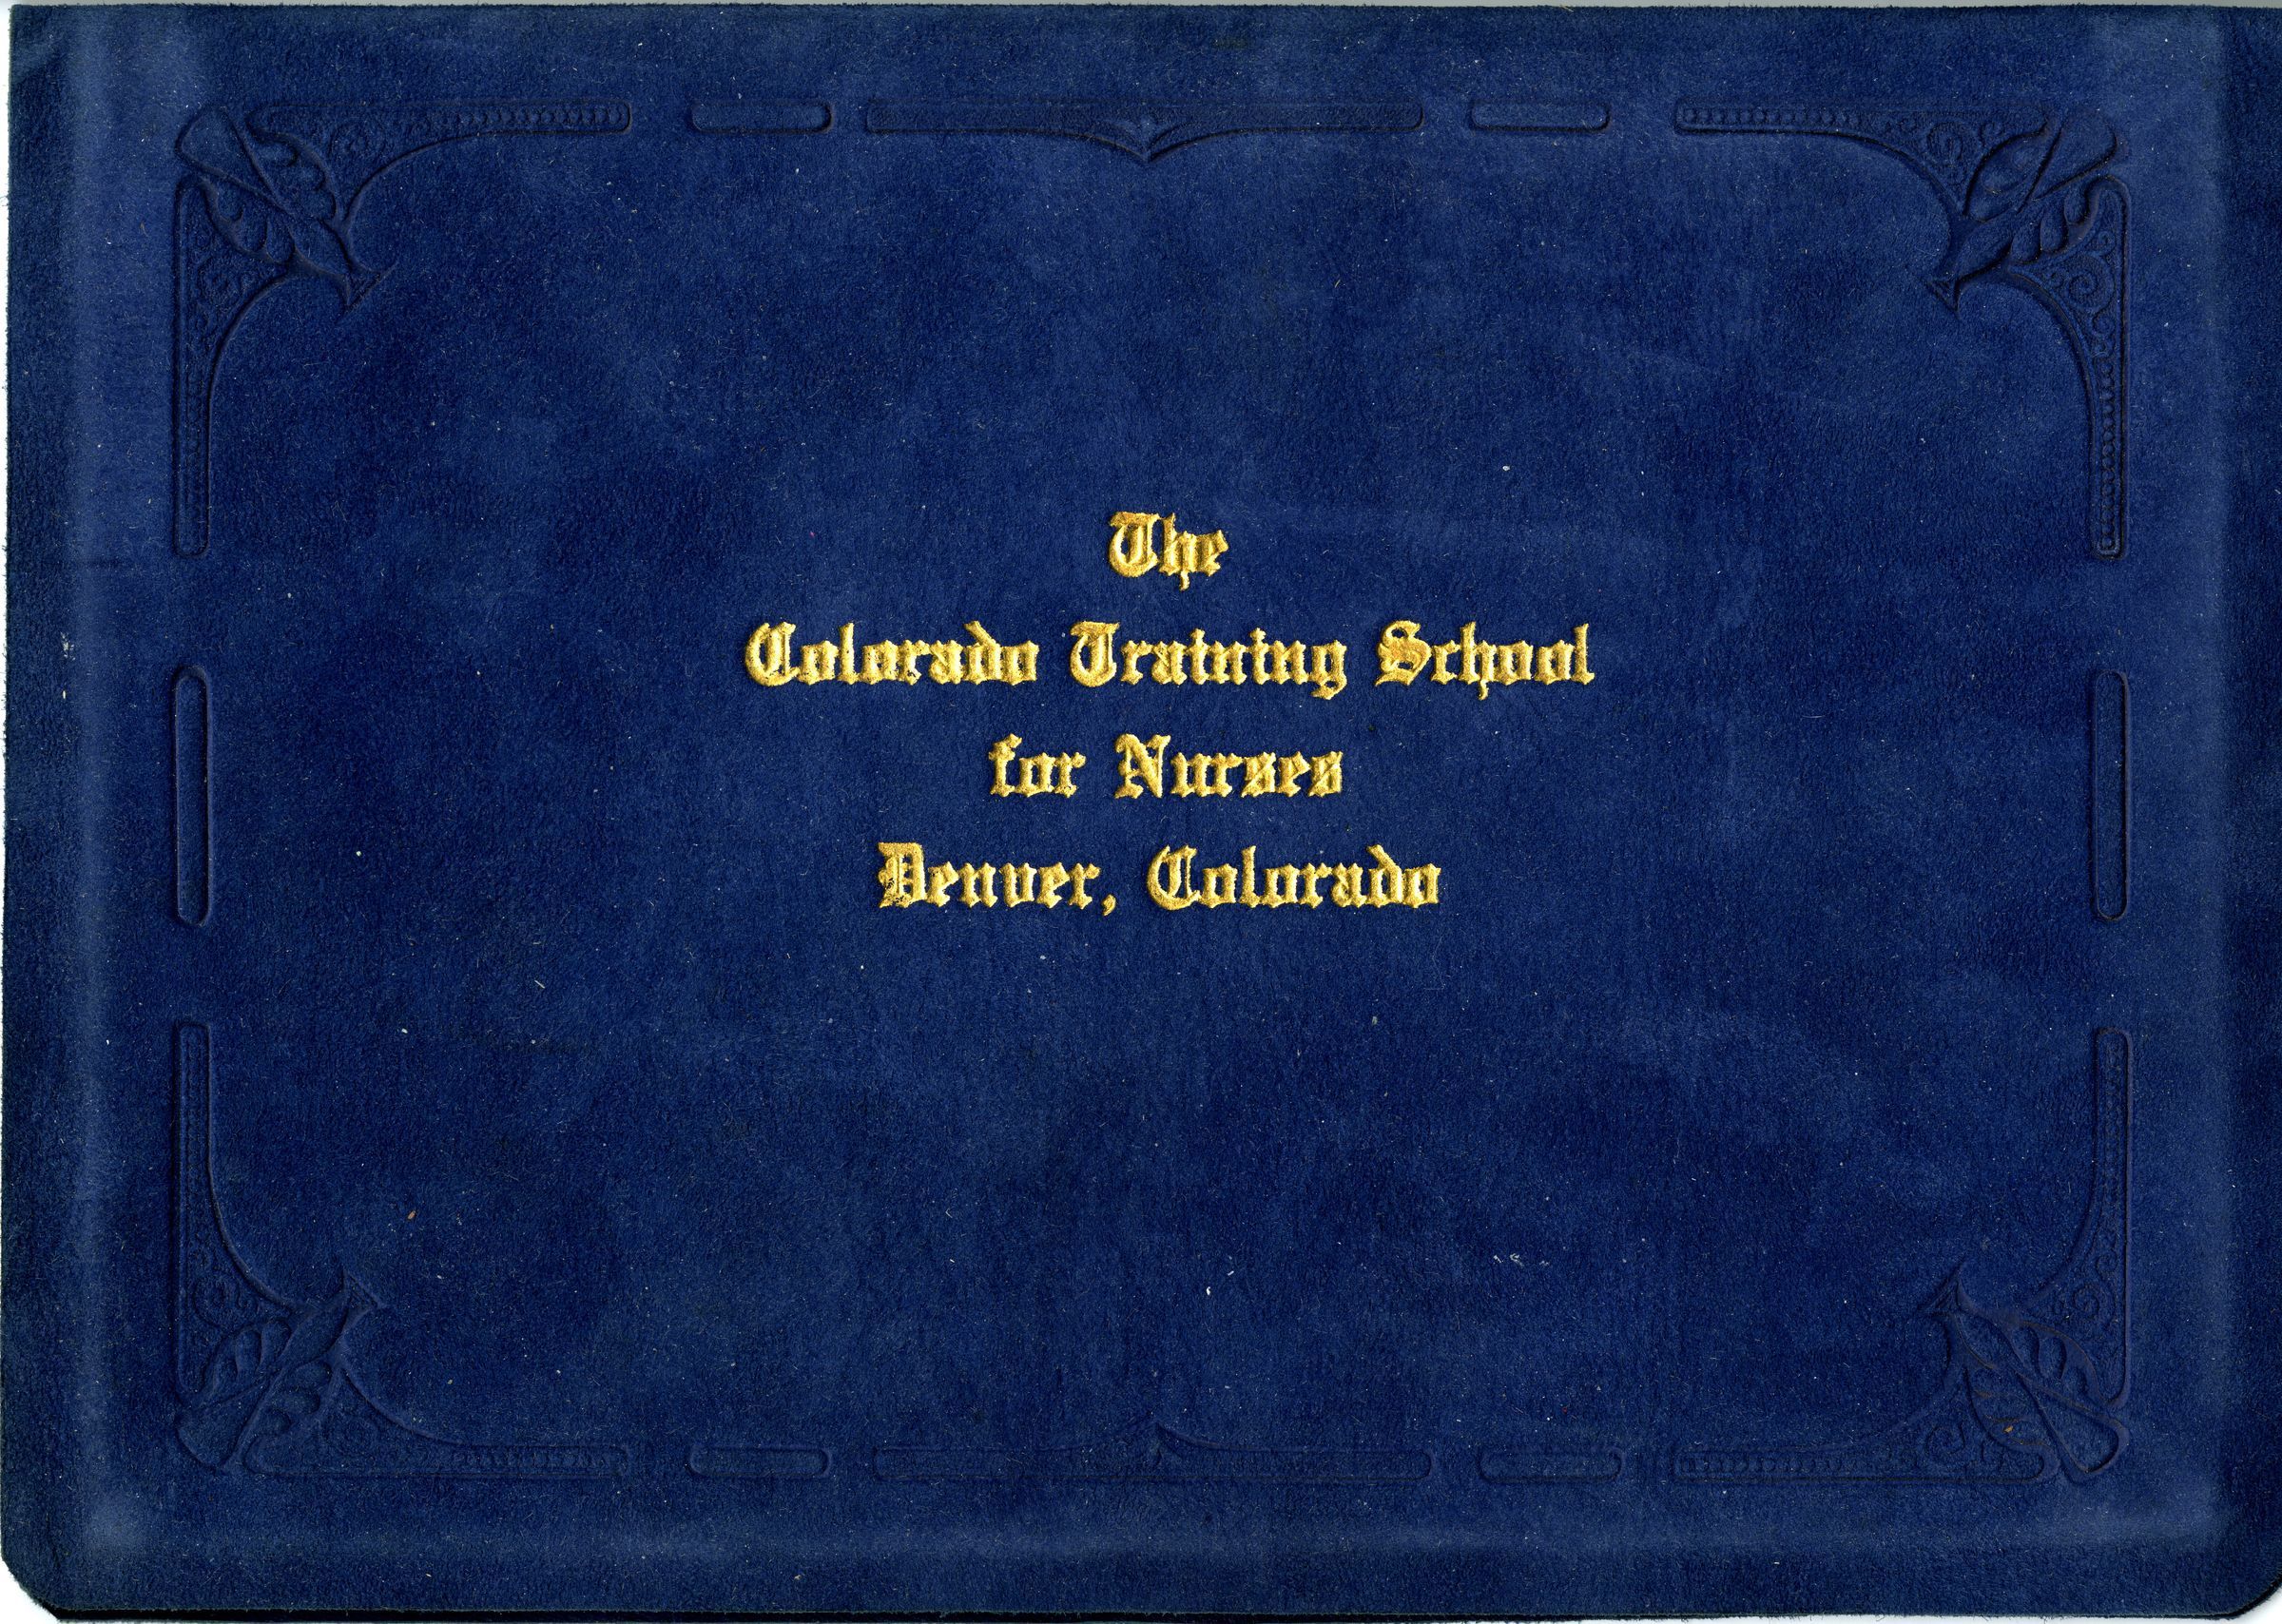 The
Colorado Training School
for Nurses
Denver, Colorado